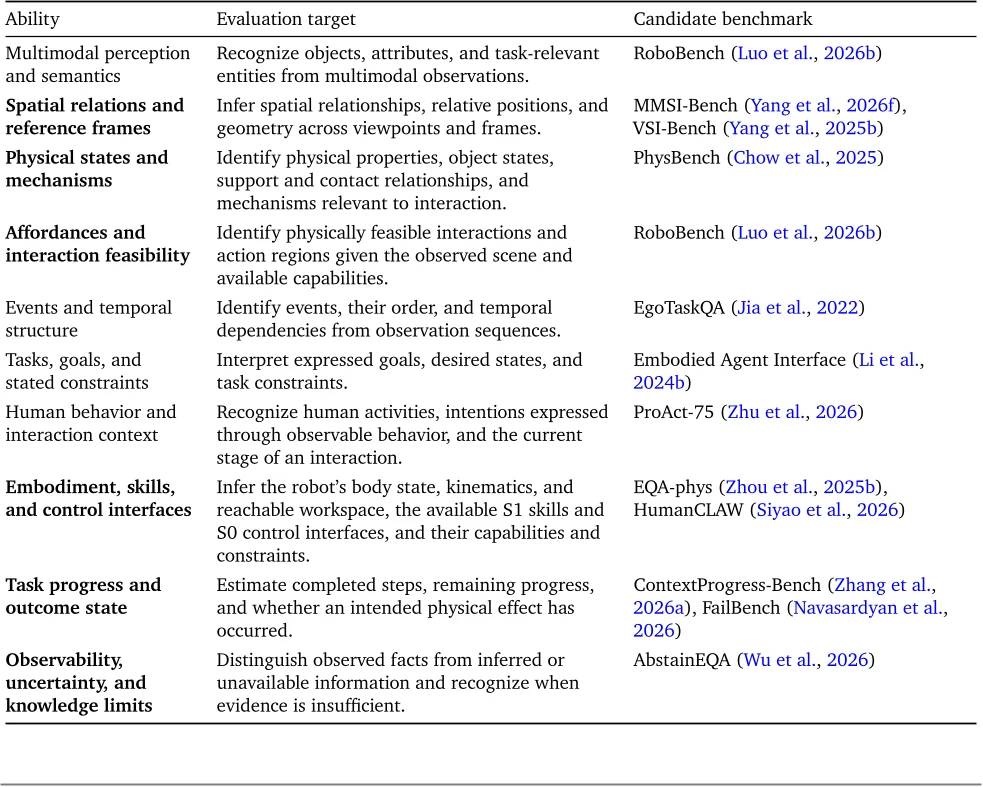 Ability Evaluation target Candidate benchmark
Multimodal perception Recognize objects, attributes, and task-relevant RoboBench (Luo et al., 2026b)
and semantics entities from multimodal observations.
Spatial relations and Infer spatial relationships, relative positions, and MMSI-Bench (Yang et al., 2026f),
reference frames geometry across viewpoints and frames. VSI-Bench (Yang et al., 2025b)
Physical states and Identify physical properties, object states, PhysBench (Chow et al., 2025)
mechanisms support and contact relationships, and
mechanisms relevant to interaction.
Affordances and Identify physically feasible interactions and RoboBench (Luo et al., 2026b)
interaction feasibility action regions given the observed scene and
available capabilities.
Events and temporal Identify events, their order, and temporal EgoTaskQA (Jia et al., 2022)
structure dependencies from observation sequences.
Tasks, goals, and Interpret expressed goals, desired states, and Embodied Agent Interface (Li et al.,
stated constraints task constraints. 2024b)
Human behavior and Recognize human activities, intentions expressed ProAct-75 (Zhu et al., 2026)
interaction context through observable behavior, and the current
stage of an interaction.
Embodiment, skills, Infer the robot's body state, kinematics, and EQA-phys (Zhou et al., 2025b),
and control interfaces reachable workspace, the available S1 skills and HumanCLAW (Siyao et al., 2026)
S0 control interfaces, and their capabilities and
constraints.
Task progress and Estimate completed steps, remaining progress, ContextProgress-Bench (Zhang et al.,
outcome state and whether an intended physical effect has 2026a), FailBench (Navasardyan et al.,
occurred. 2026)
Observability, Distinguish observed facts from inferred or AbstainEQA (Wu et al., 2026)
uncertainty, and unavailable information and recognize when
knowledge limits evidence is insufficient.